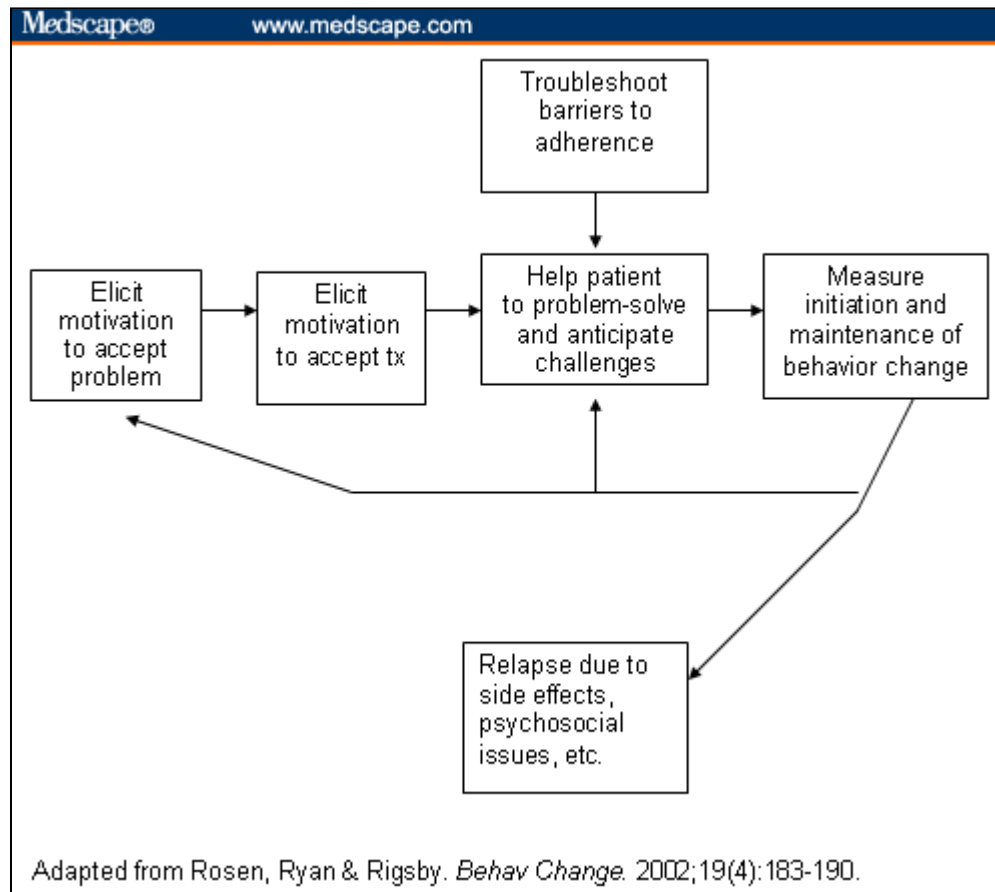 Medscape® www.medscape.com
Troubleshoot
barriers to
adherence
Elicit
motivation
to accept
problem
Elicit
motivation
to accept tx
Help patient
to problem-solve
and anticipate
challenges
Measure
initiation and
maintenance of
behavior change
Relapse due to
side effects,
psychosocial
issues, etc.
Adapted from Rosen, Ryan & Rigsby. Behav Change. 2002;19(4):183-190.